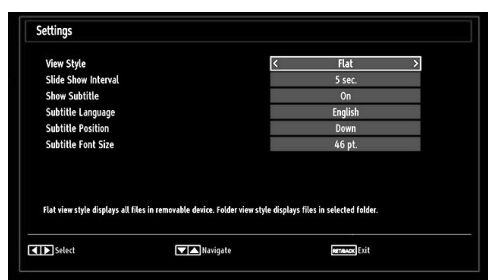 Settings
View Style < Flat >
Slide Show Interval 5 sec.
Show Subtitle On
Subtitle Language English
Subtitle Position Down
Subtitle Font Size 46 pt.
Flat view style displays all files in removable device. Folder view style displays files in selected folder.
Select Navigate RET/BACK Exit